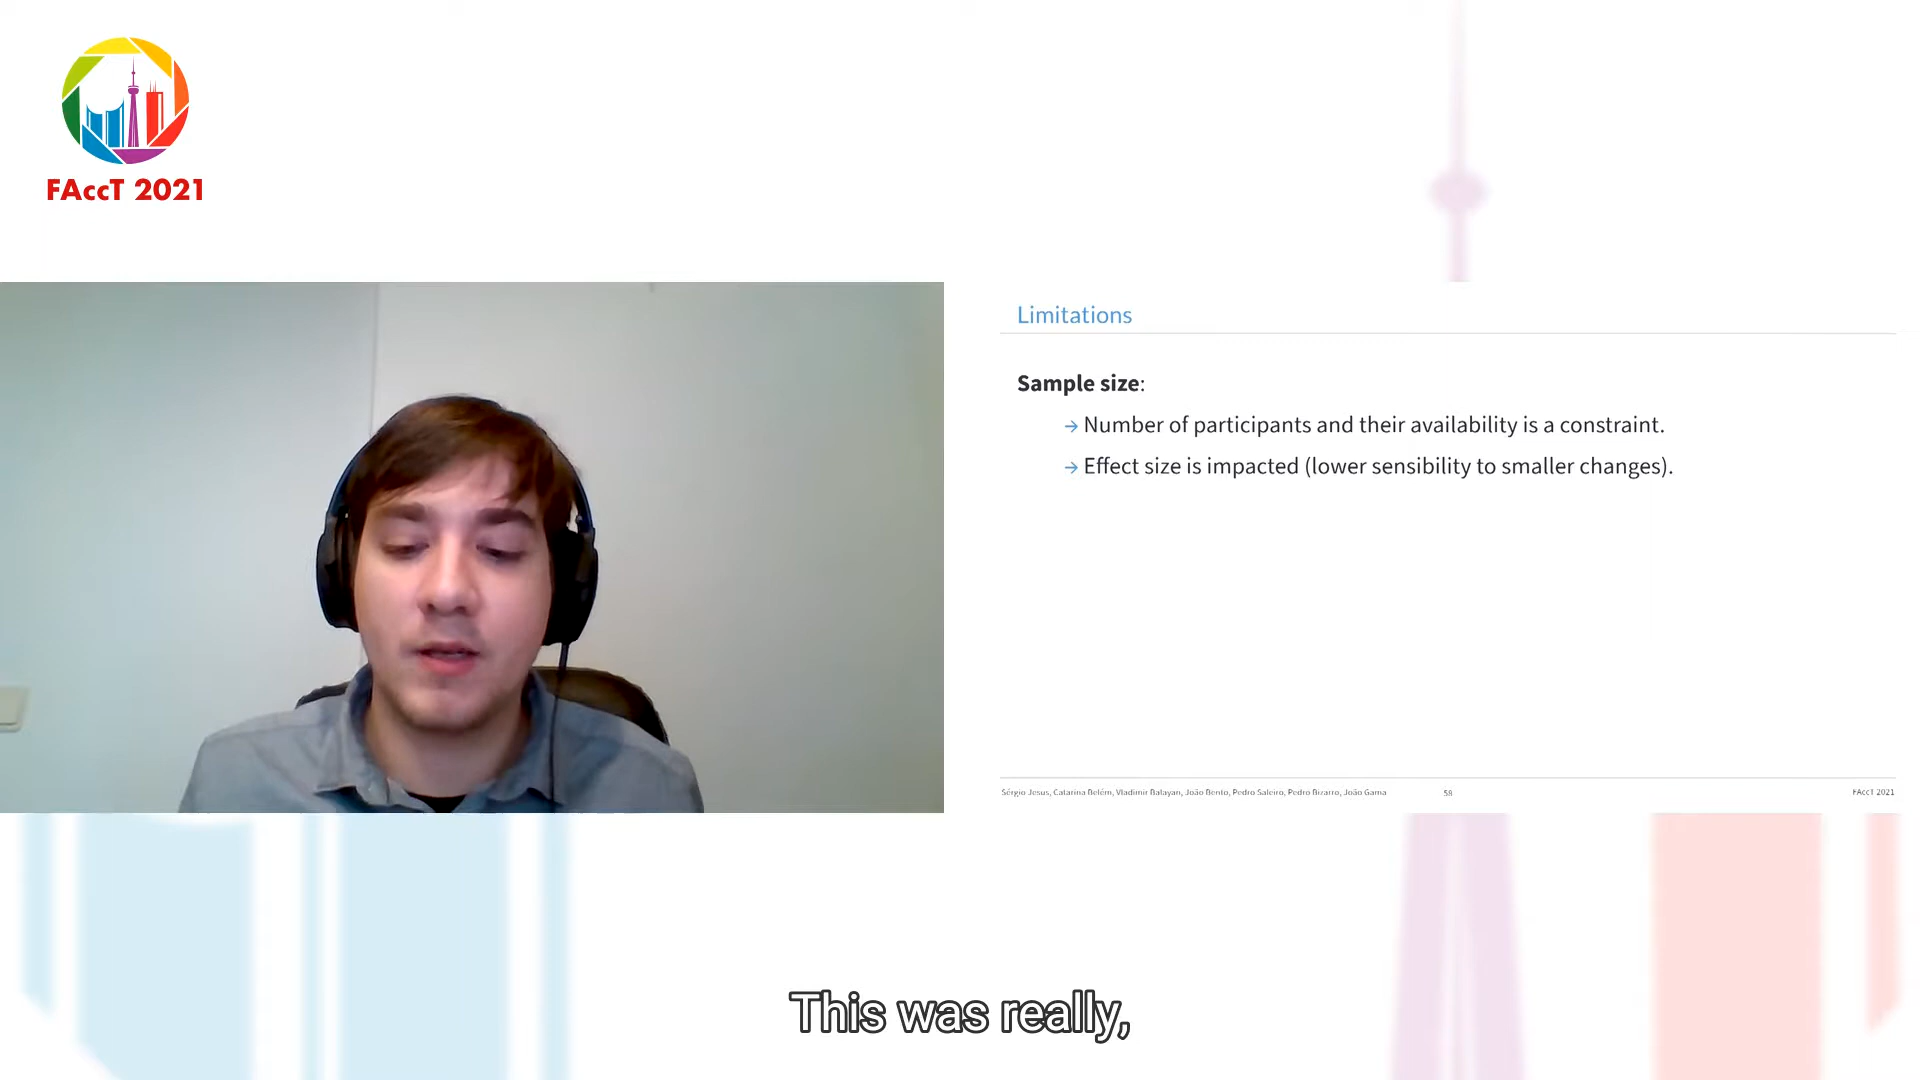 FAccT 2021
Limitations
Sample size:
→ Number of participants and their availability is a constraint.
→ Effect size is impacted (lower sensibility to smaller changes).
Sérgio Jesus, Catarina Belém, Vladimir Balayan, João Bento, Pedro Saleiro, Pedro Bizarro, João Gama
58
FAccT 2021
This was really,